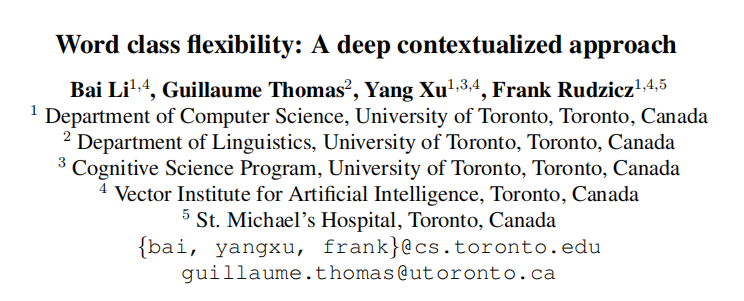 Word class flexibility: A deep contextualized approach
Bai Li1,4, Guillaume Thomas2, Yang Xu1,3,4, Frank Rudzicz1,4,5
1 Department of Computer Science, University of Toronto, Toronto, Canada
2 Department of Linguistics, University of Toronto, Toronto, Canada
3 Cognitive Science Program, University of Toronto, Toronto, Canada
4 Vector Institute for Artificial Intelligence, Toronto, Canada
5 St. Michael's Hospital, Toronto, Canada
{bai, yangxu, frank}@cs.toronto.edu
guillaume.thomas@utoronto.ca